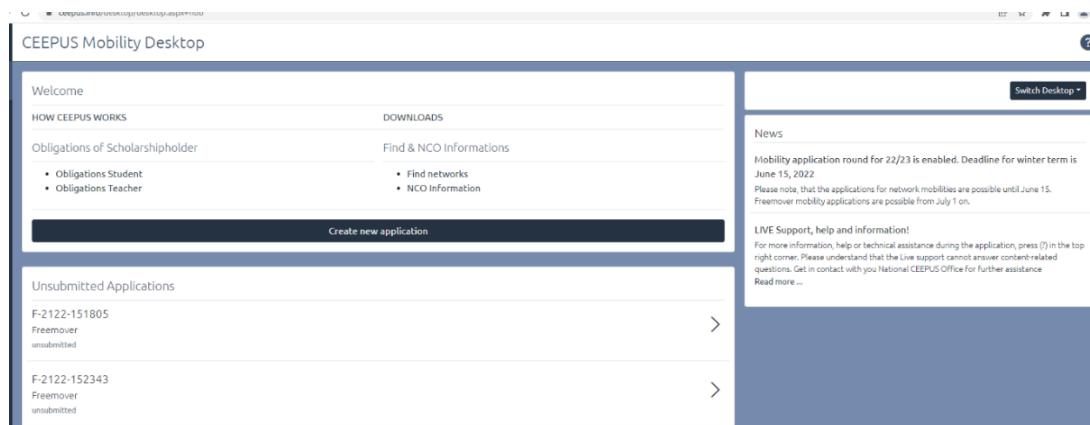 ceepus.info/desktop/desktop.aspx#nbb
CEEPUS Mobility Desktop
?
Welcome
HOW CEEPUS WORKS
DOWNLOADS
Obligations of Scholarshipholder
Find & NCO Informations
• Obligations Student
• Obligations Teacher
• Find networks
• NCO Information
Create new application
Unsubmitted Applications
F-2122-151805
Freemover
unsubmitted
F-2122-152343
Freemover
unsubmitted
Switch Desktop
News
Mobility application round for 22/23 is enabled. Deadline for winter term is
June 15, 2022
Please note, that the applications for network mobilities are possible until June 15.
Freemover mobility applications are possible from July 1 on.
LIVE Support, help and information!
For more information, help or technical assistance during the application, press (?) in the top
right corner. Please understand that the Live support cannot answer content-related
questions. Get in contact with you National CEEPUS Office for further assistance
Read more ...